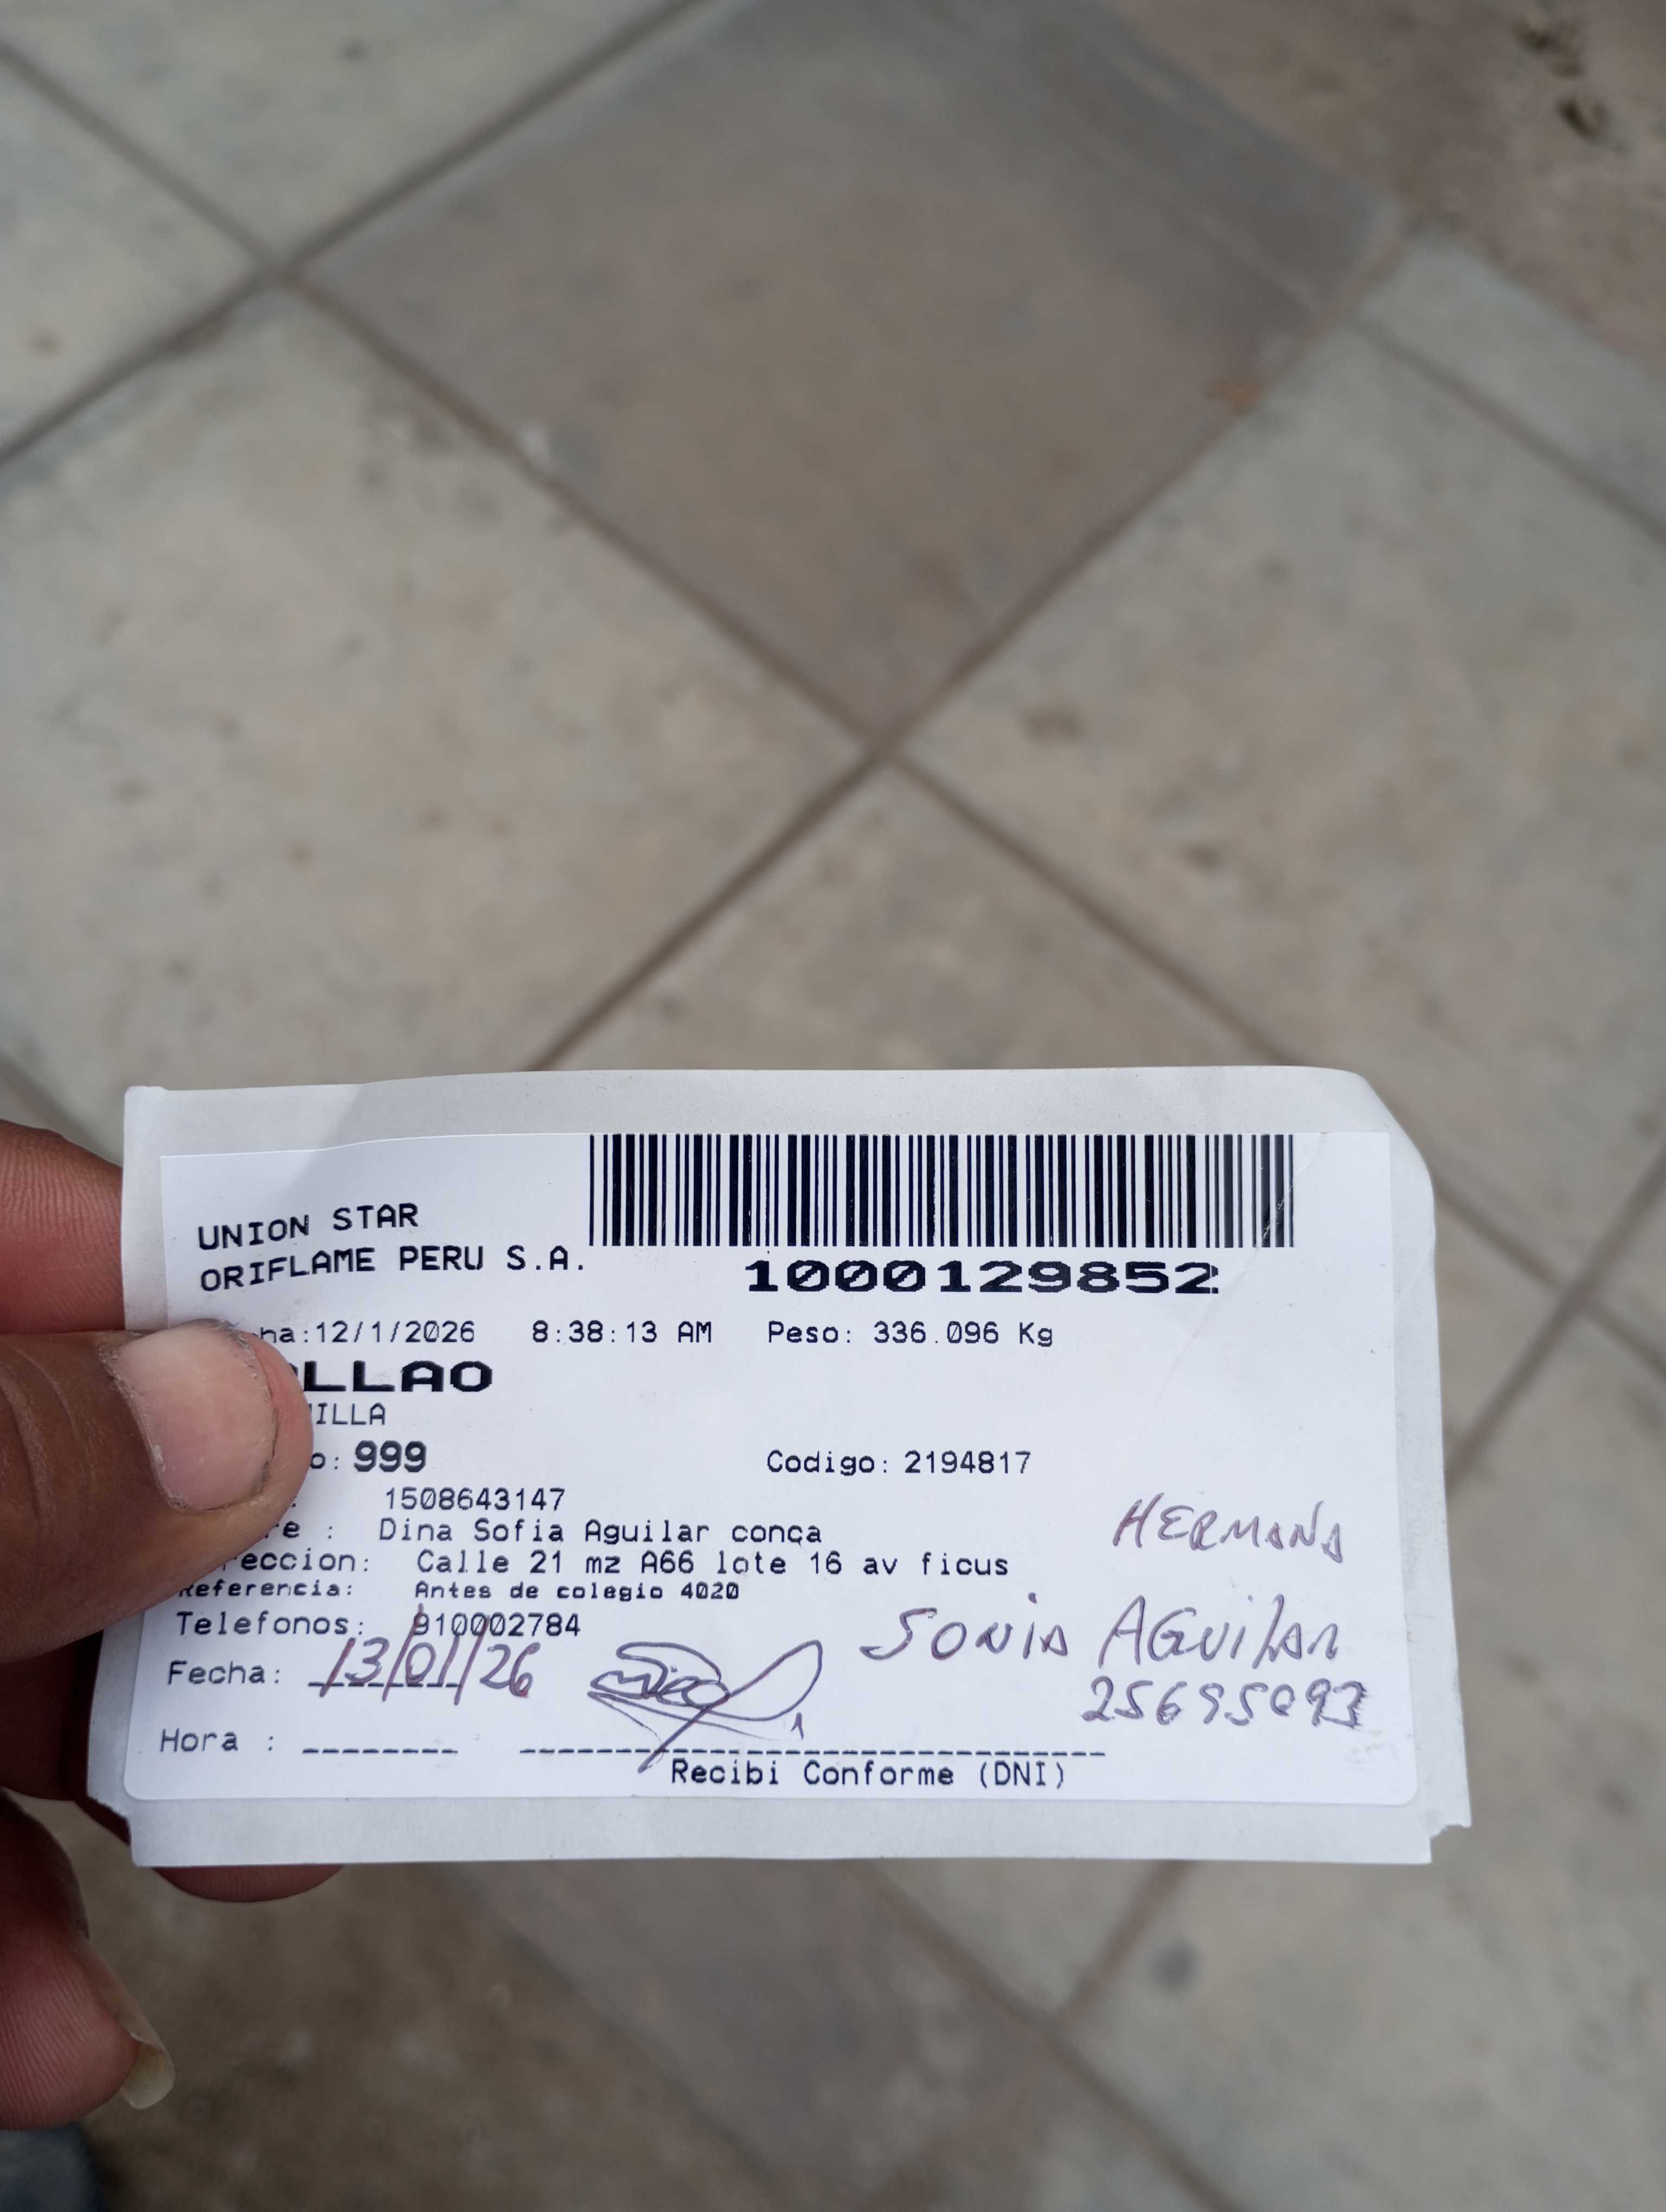 UNION STAR
ORIFLAME PERU S.A.
1000129852
ha:12/1/2026 8:38:13 AM Peso: 336.096 Kg
LLAO
ILLA
o: 999 Codigo: 2194817
1508643147
re : Dina Sofia Aguilar conça
reccion: Calle 21 mz A66 lote 16 av ficus
Referencia: Antes de colegio 4020
Telefonos: 910002784
HERMANA
SONIA AGUILAR
Fecha: 13/01/26
Hora :
Recibi Conforme (DNI)